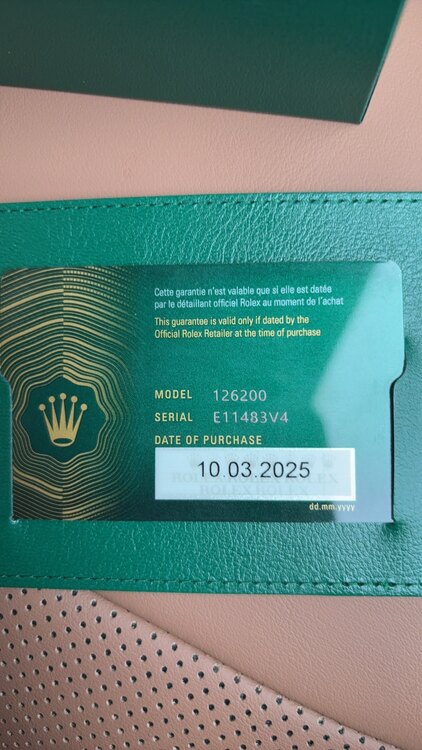 Cette garantie n'est valable que si elle est datée
par le détaillant officiel Rolex au moment de l'achat
This guarantee is valid only if dated by the
Official Rolex Retailer at the time of purchase
MODEL 126200
SERIAL E11483V4
DATE OF PURCHASE
10 03.2025
dd.mm.yyyy